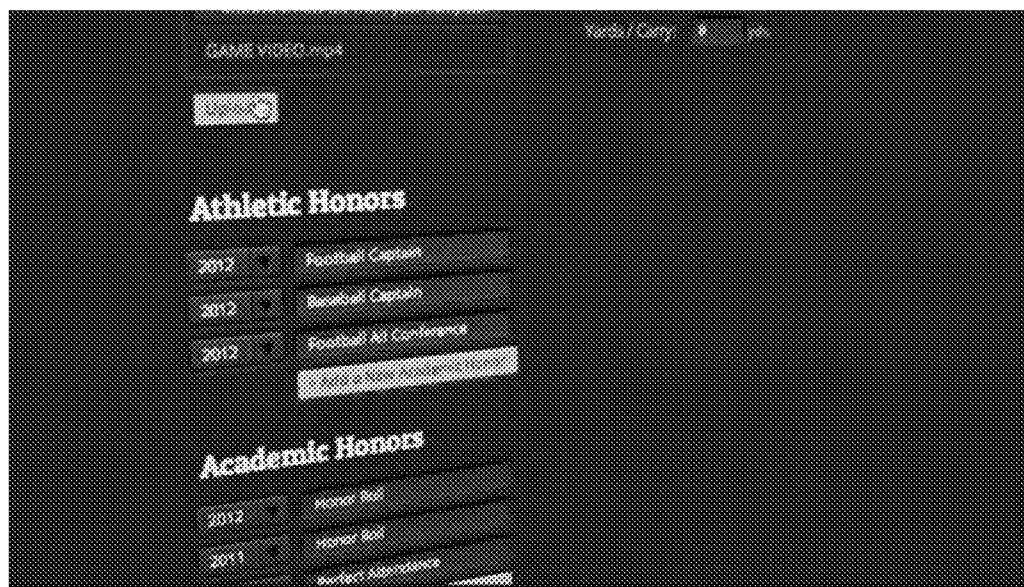 GAME VIDEO.mp4
Yards / Carry: yds
Athletic Honors
2012 Football Captain
2012 Baseball Captain
2012 Football All Conference
Academic Honors
2012 Honor Roll
2011 Honor Roll
Perfect Attendance